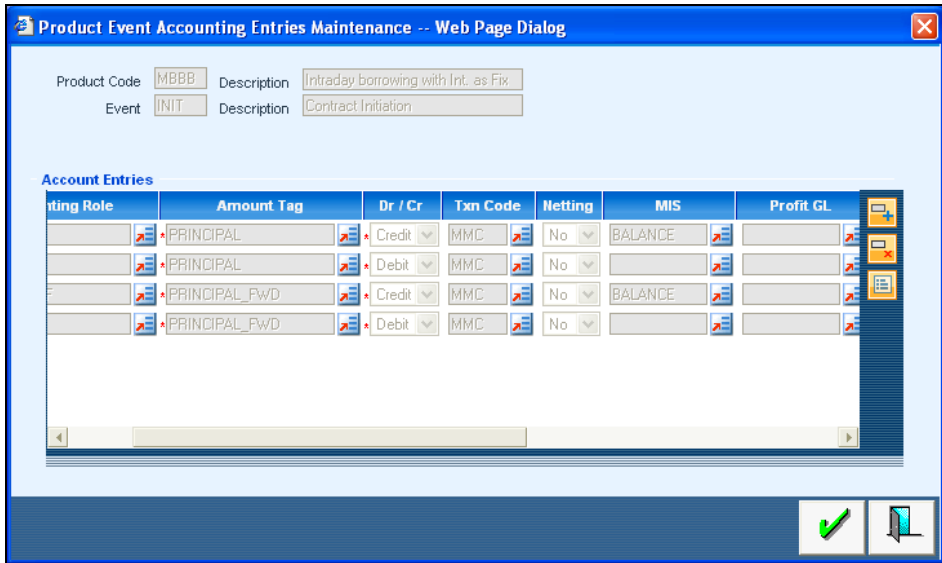 Product Event Accounting Entries Maintenance -- Web Page Dialog
Product Code MBBB Description Intraday borrowing with Int. as Fix
Event INIT Description Contract Initiation
Account Entries
nting Role Amount Tag Dr / Cr Txn Code Netting MIS Profit GL
* PRINCIPAL * Credit MMC No BALANCE
* PRINCIPAL * Debit MMC No
F * PRINCIPAL_FWD * Credit MMC No BALANCE
* PRINCIPAL_FWD * Debit MMC No